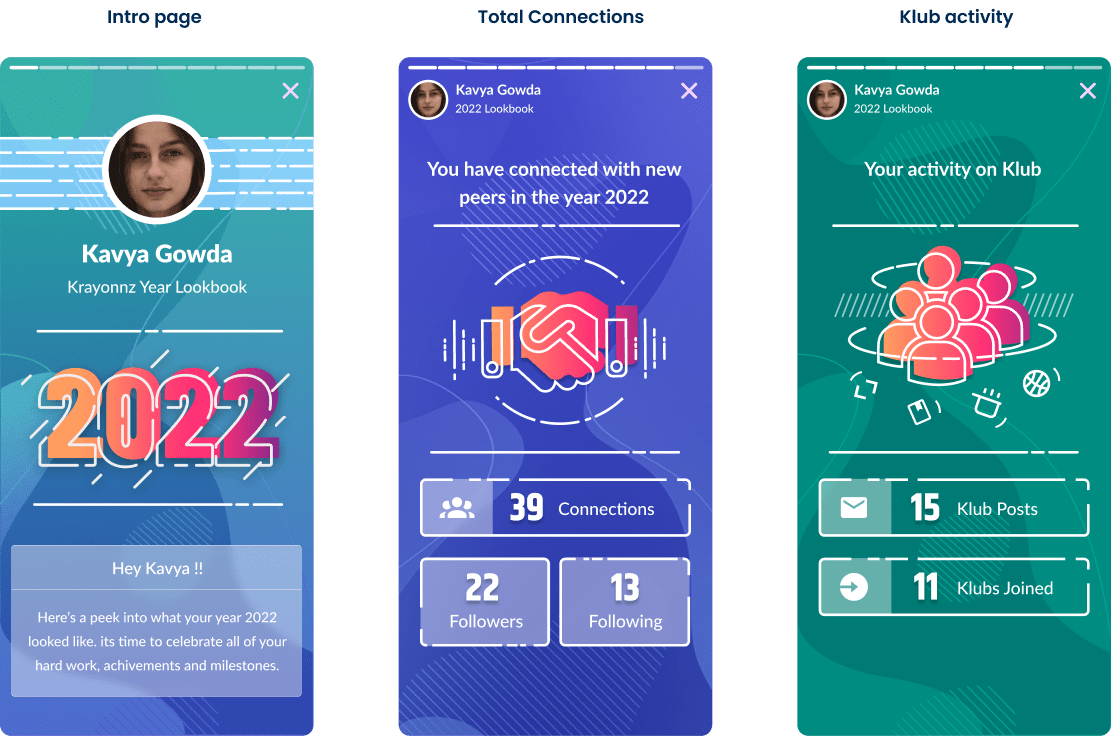 Intro page
Kavya Gowda
Krayonnz Year Lookbook
2022
Hey Kavya !!
Here's a peek into what your year 2022
looked like. its time to celebrate all of your
hard work, achivements and milestones.
Total Connections
Kavya Gowda
2022 Lookbook
You have connected with new
peers in the year 2022
39 Connections
22
Followers
13
Following
Klub activity
Kavya Gowda
2022 Lookbook
Your activity on Klub
15 Klub Posts
11 Klubs Joined